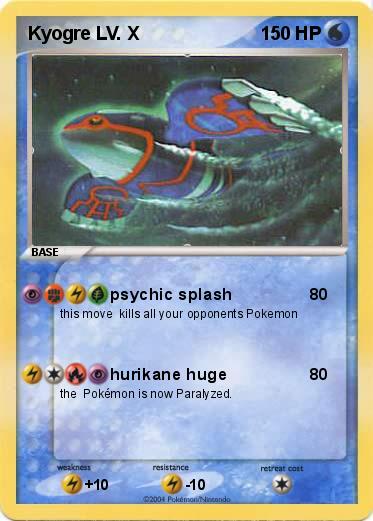 Kyogre LV. X 150 HP
BASE
psychic splash 80
this move kills all your opponents Pokemon
hurikane huge 80
the Pokémon is now Paralyzed.
weakness resistance retreat cost
+10 -10
©2004 Pokémon/Nintendo